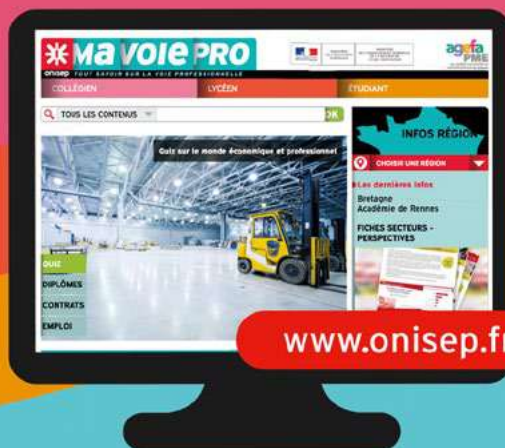 Ma voie pro
onisep TOUT SAVOIR SUR LA VOIE PROFESSIONNELLE
agefa
PME
COLLÉGIEN LYCÉEN ÉTUDIANT
TOUS LES CONTENUS OK
Quiz sur le monde économique et professionnel
QUIZ
DIPLÔMES
CONTRATS
EMPLOI
INFOS RÉGION
CHOISIR UNE RÉGION
Les dernières infos
Bretagne
Académie de Rennes
FICHES SECTEURS -
PERSPECTIVES
www.onisep.fr